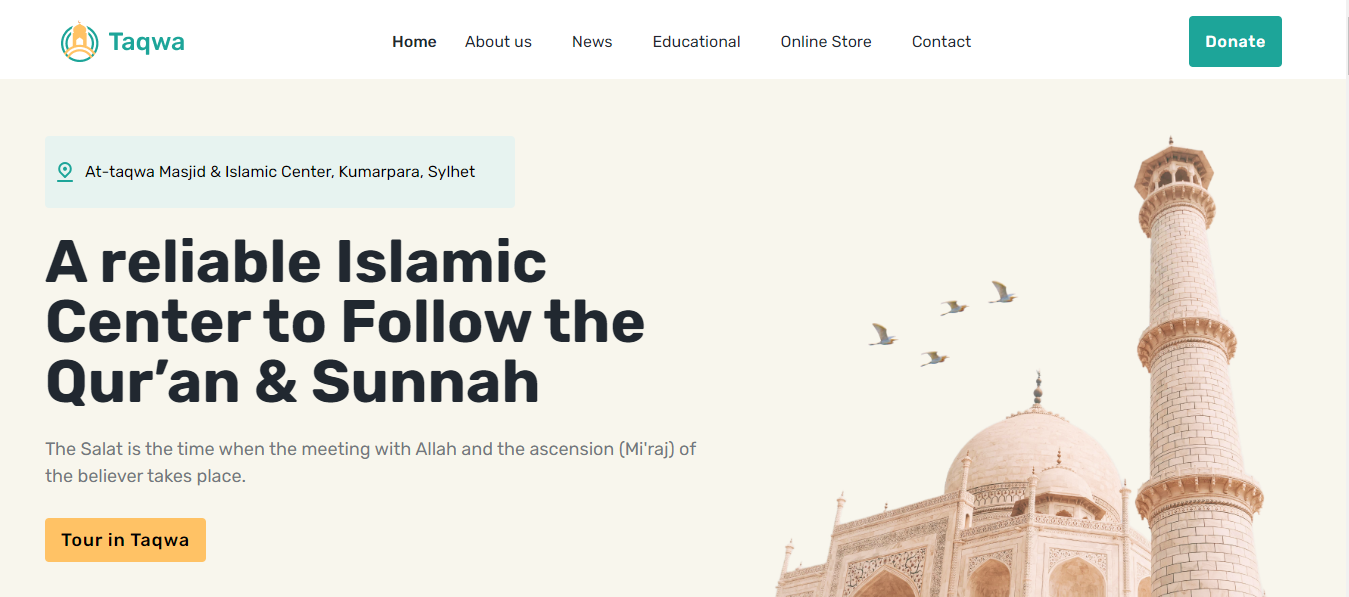 Taqwa
Home About us News Educational Online Store Contact
Donate
At-taqwa Masjid & Islamic Center, Kumarpara, Sylhet
A reliable Islamic
Center to Follow the
Qur’an & Sunnah
The Salat is the time when the meeting with Allah and the ascension (Mi'raj) of
the believer takes place.
Tour in Taqwa